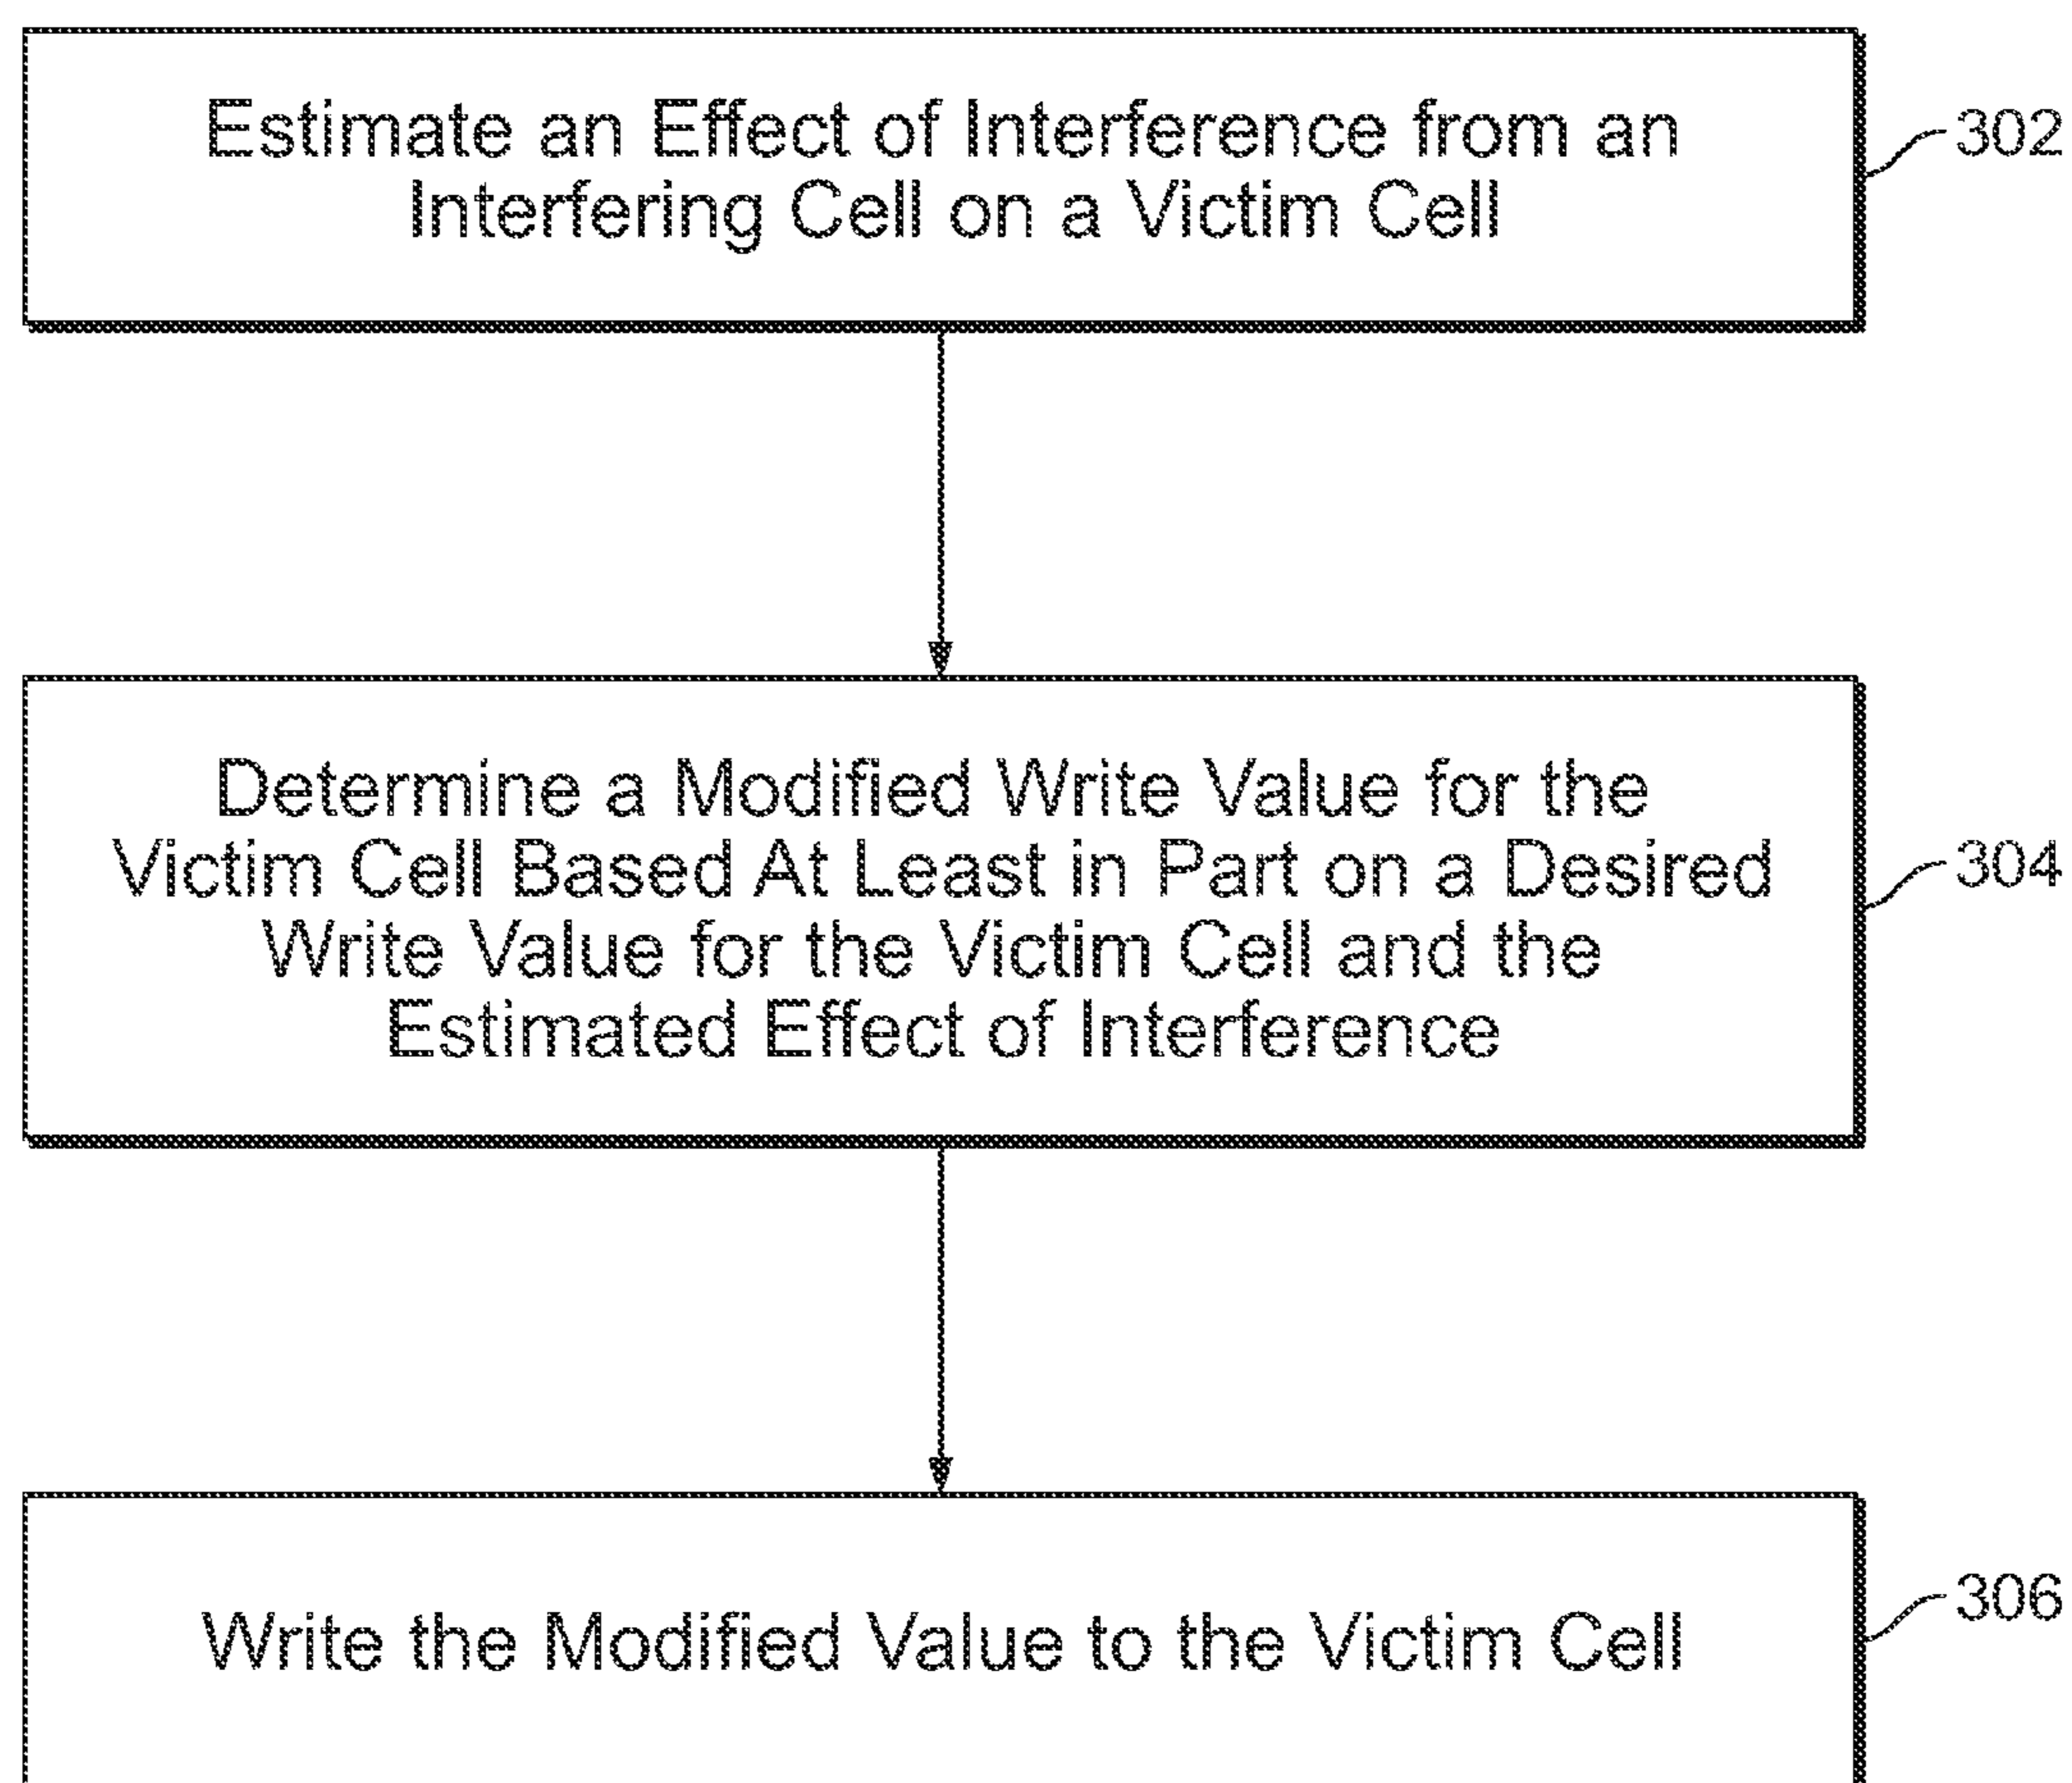 Estimate an Effect of Interference from an
Interfering Cell on a Victim Cell
302
Determine a Modified Write Value for the
Victim Cell Based At Least in Part on a Desired
Write Value for the Victim Cell and the
Estimated Effect of Interference
304
Write the Modified Value to the Victim Cell
306